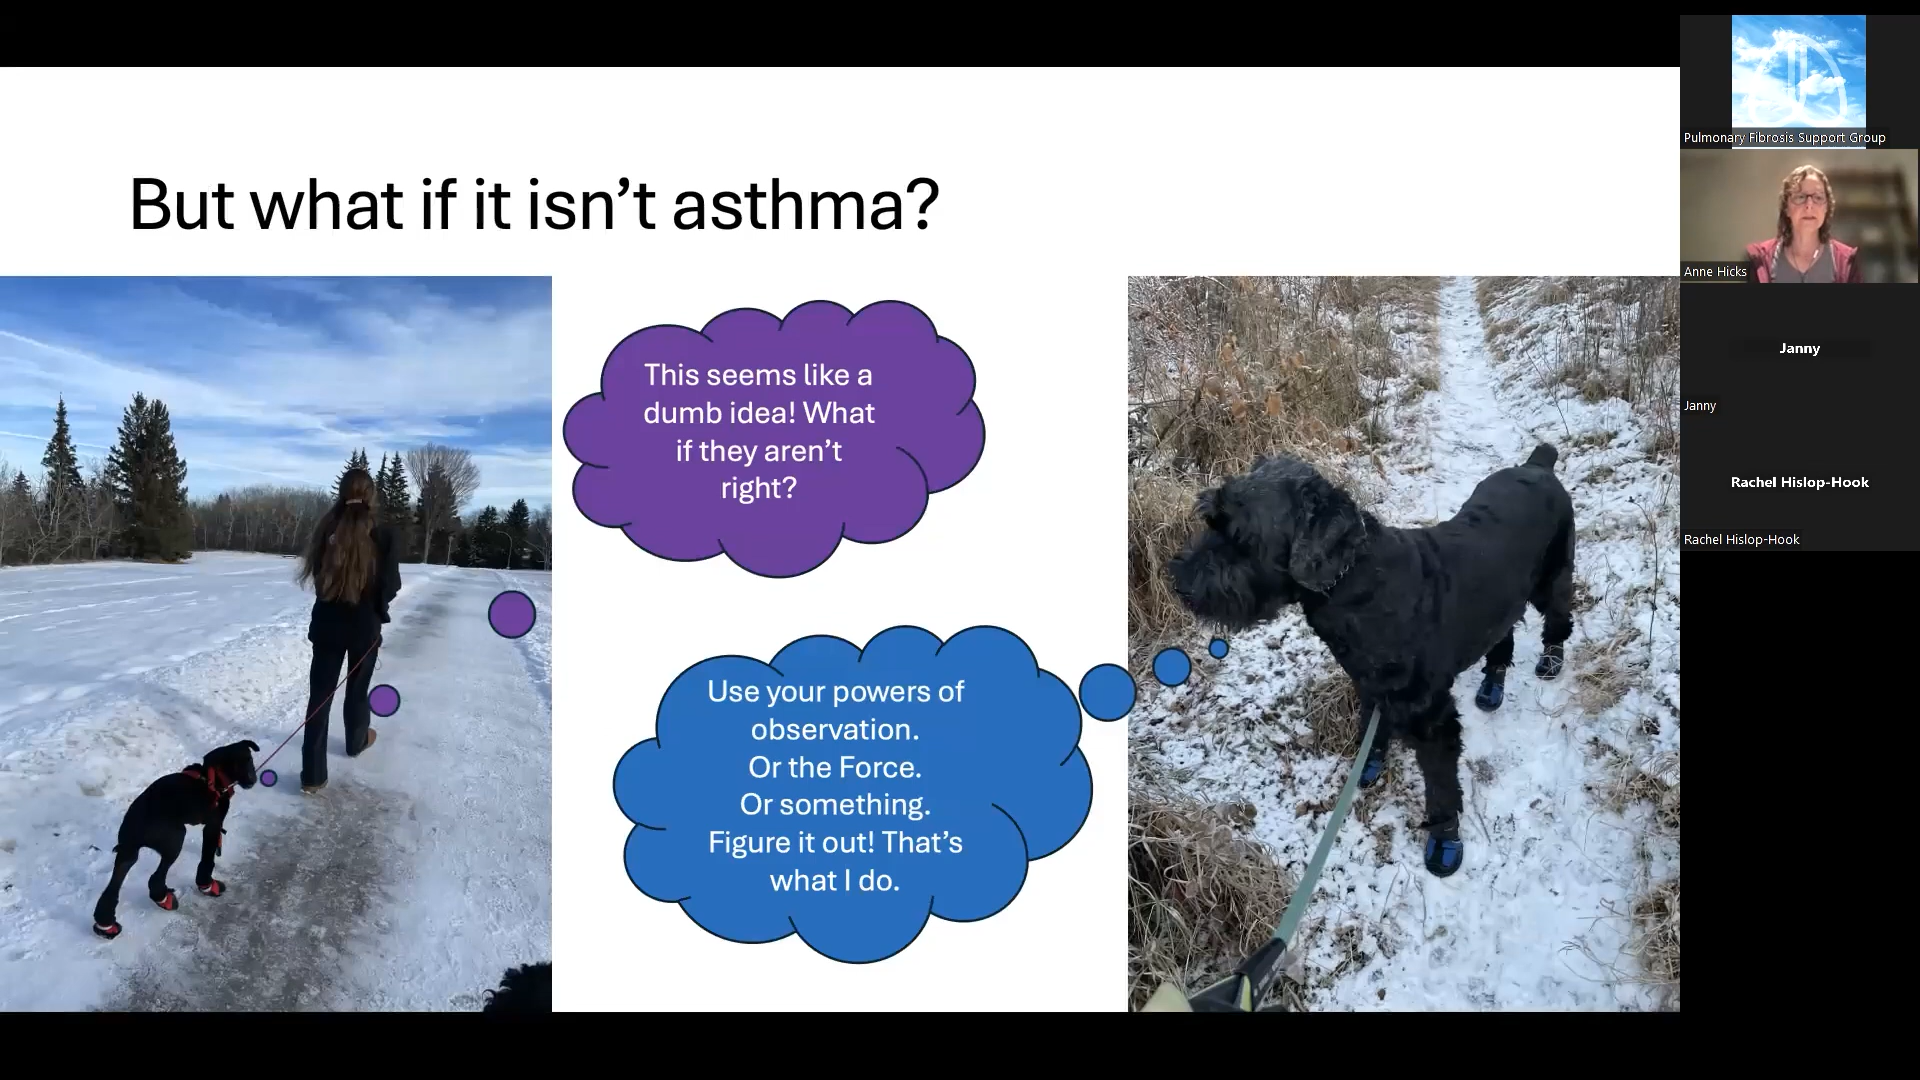 But what if it isn’t asthma?
This seems like a
dumb idea! What
if they aren’t
right?
Use your powers of
observation.
Or the Force.
Or something.
Figure it out! That’s
what I do.
Pulmonary Fibrosis Support Group
Anne Hicks
Janny
Janny
Rachel Hislop-Hook
Rachel Hislop-Hook